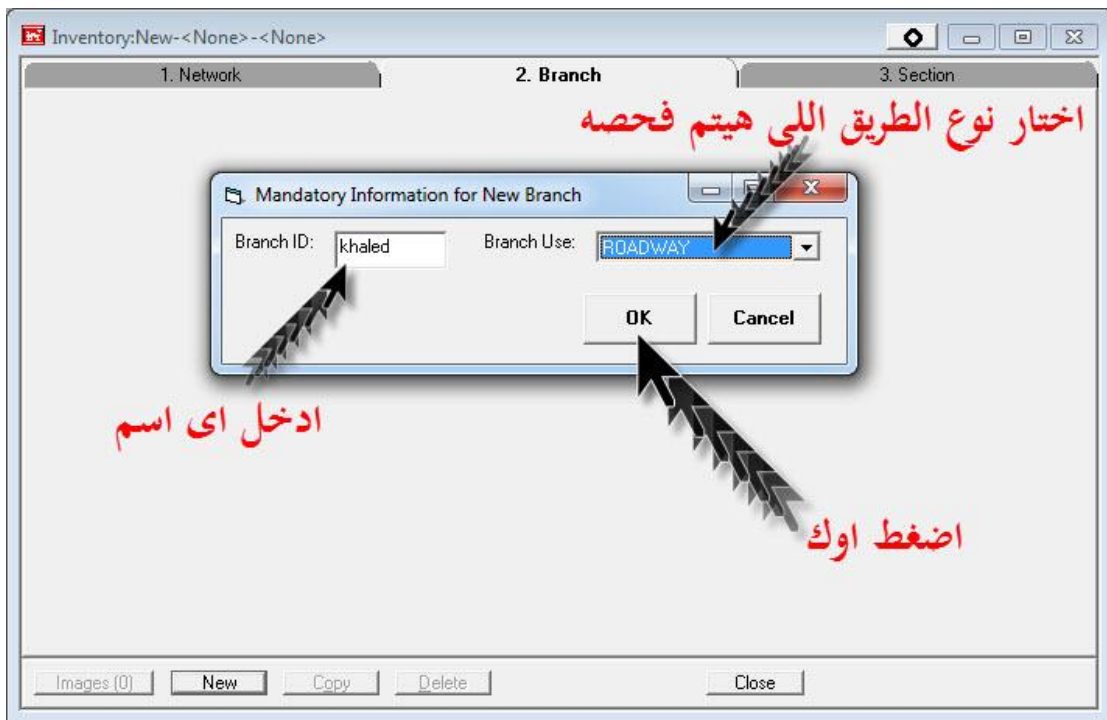 Inventory:New-<None>-<None>
1. Network 2. Branch 3. Section
اختار نوع الطريق اللى هيتم فحصه
Mandatory Information for New Branch
Branch ID: khaled Branch Use: ROADWAY
OK Cancel
ادخل اى اسم
اضغط اوك
Images (0) New Copy Delete Close